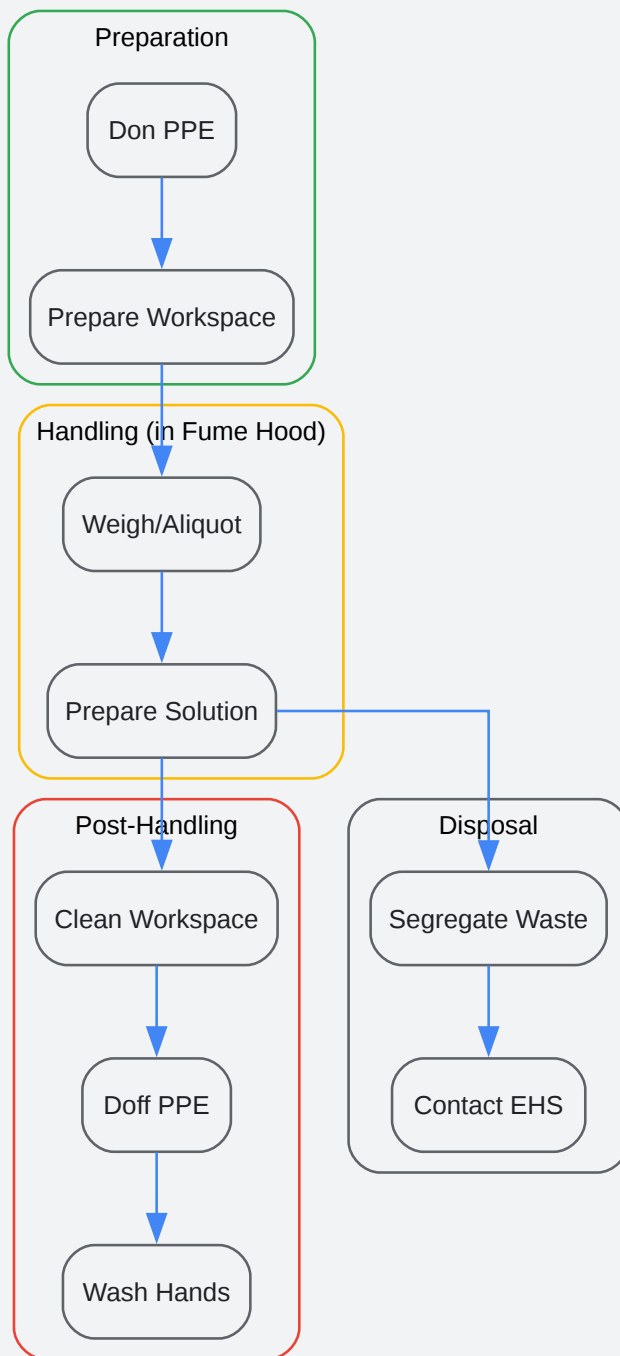 Preparation
Don PPE
Prepare Workspace
Handling (in Fume Hood)
Weigh/Aliquot
Prepare Solution
Post-Handling
Clean Workspace
Doff PPE
Wash Hands
Disposal
Segregate Waste
Contact EHS